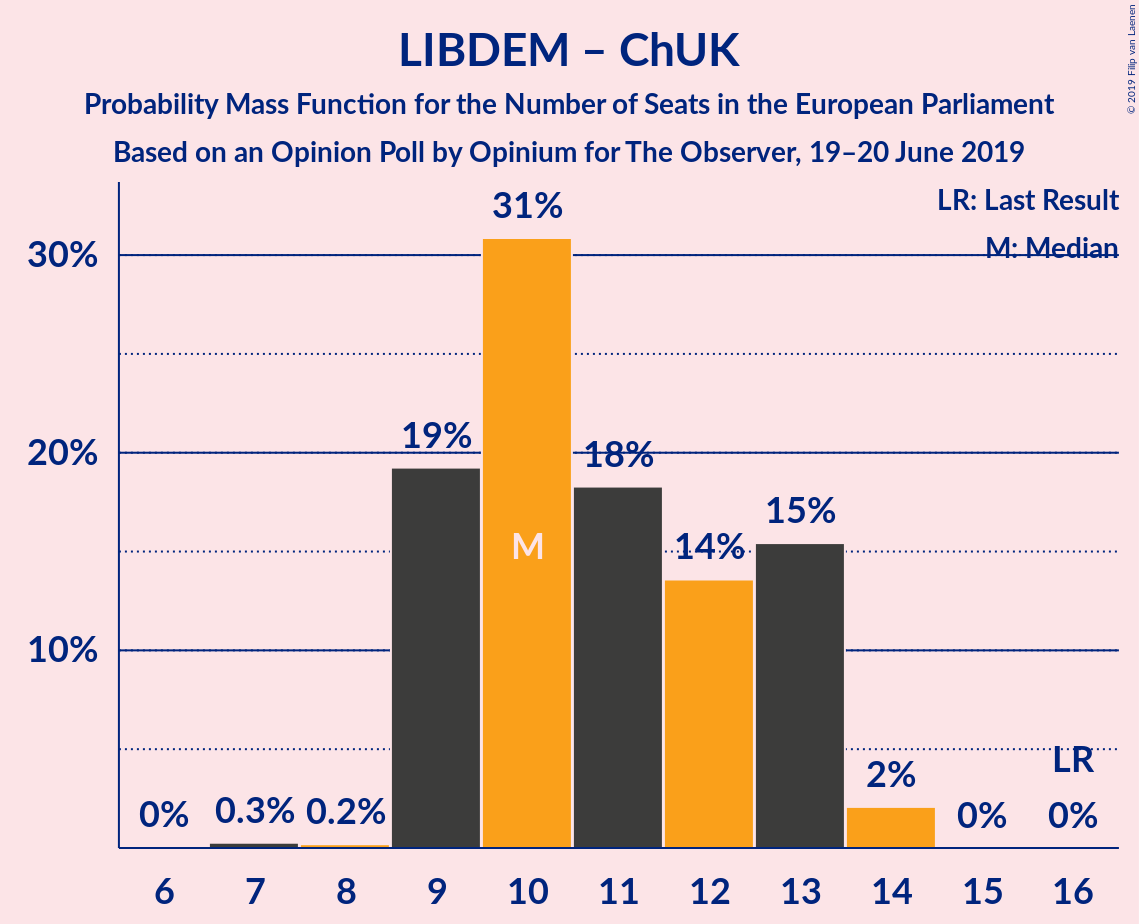 LIBDEM – ChUK
Probability Mass Function for the Number of Seats in the European Parliament
Based on an Opinion Poll by Opinium for The Observer, 19–20 June 2019
© 2019 Filip van Laenen
LR: Last Result
M: Median
30%
20%
10%
0%
0.3%
0.2%
19%
31%
M
18%
14%
15%
2%
0%
LR
0%
6 7 8 9 10 11 12 13 14 15 16